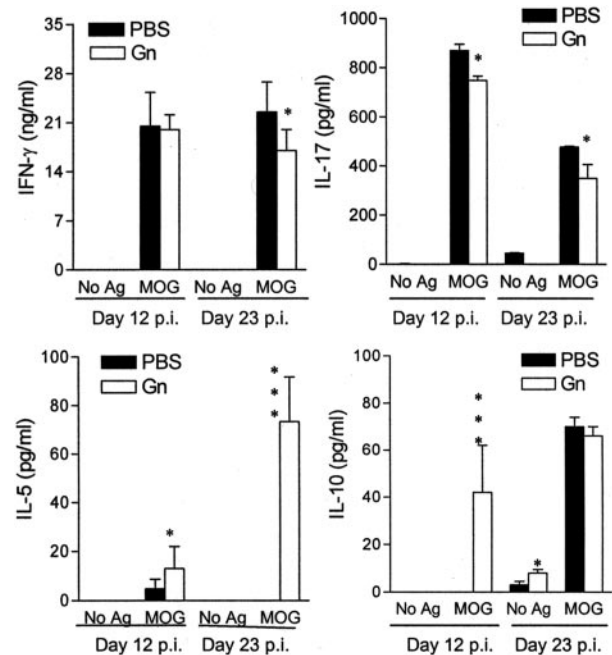 PBS
Gn
IFN-γ (ng/ml)
35
28
21
14
7
0
No Ag MOG No Ag MOG
Day 12 p.i. Day 23 p.i.
PBS
Gn
IL-17 (pg/ml)
1000
800
600
400
200
0
*
*
*
No Ag MOG No Ag MOG
Day 12 p.i. Day 23 p.i.
PBS
Gn
IL-5 (pg/ml)
100
80
60
40
20
0
*
* * *
No Ag MOG No Ag MOG
Day 12 p.i. Day 23 p.i.
PBS
Gn
IL-10 (pg/ml)
100
80
60
40
20
0
* * *
*
No Ag MOG No Ag MOG
Day 12 p.i. Day 23 p.i.